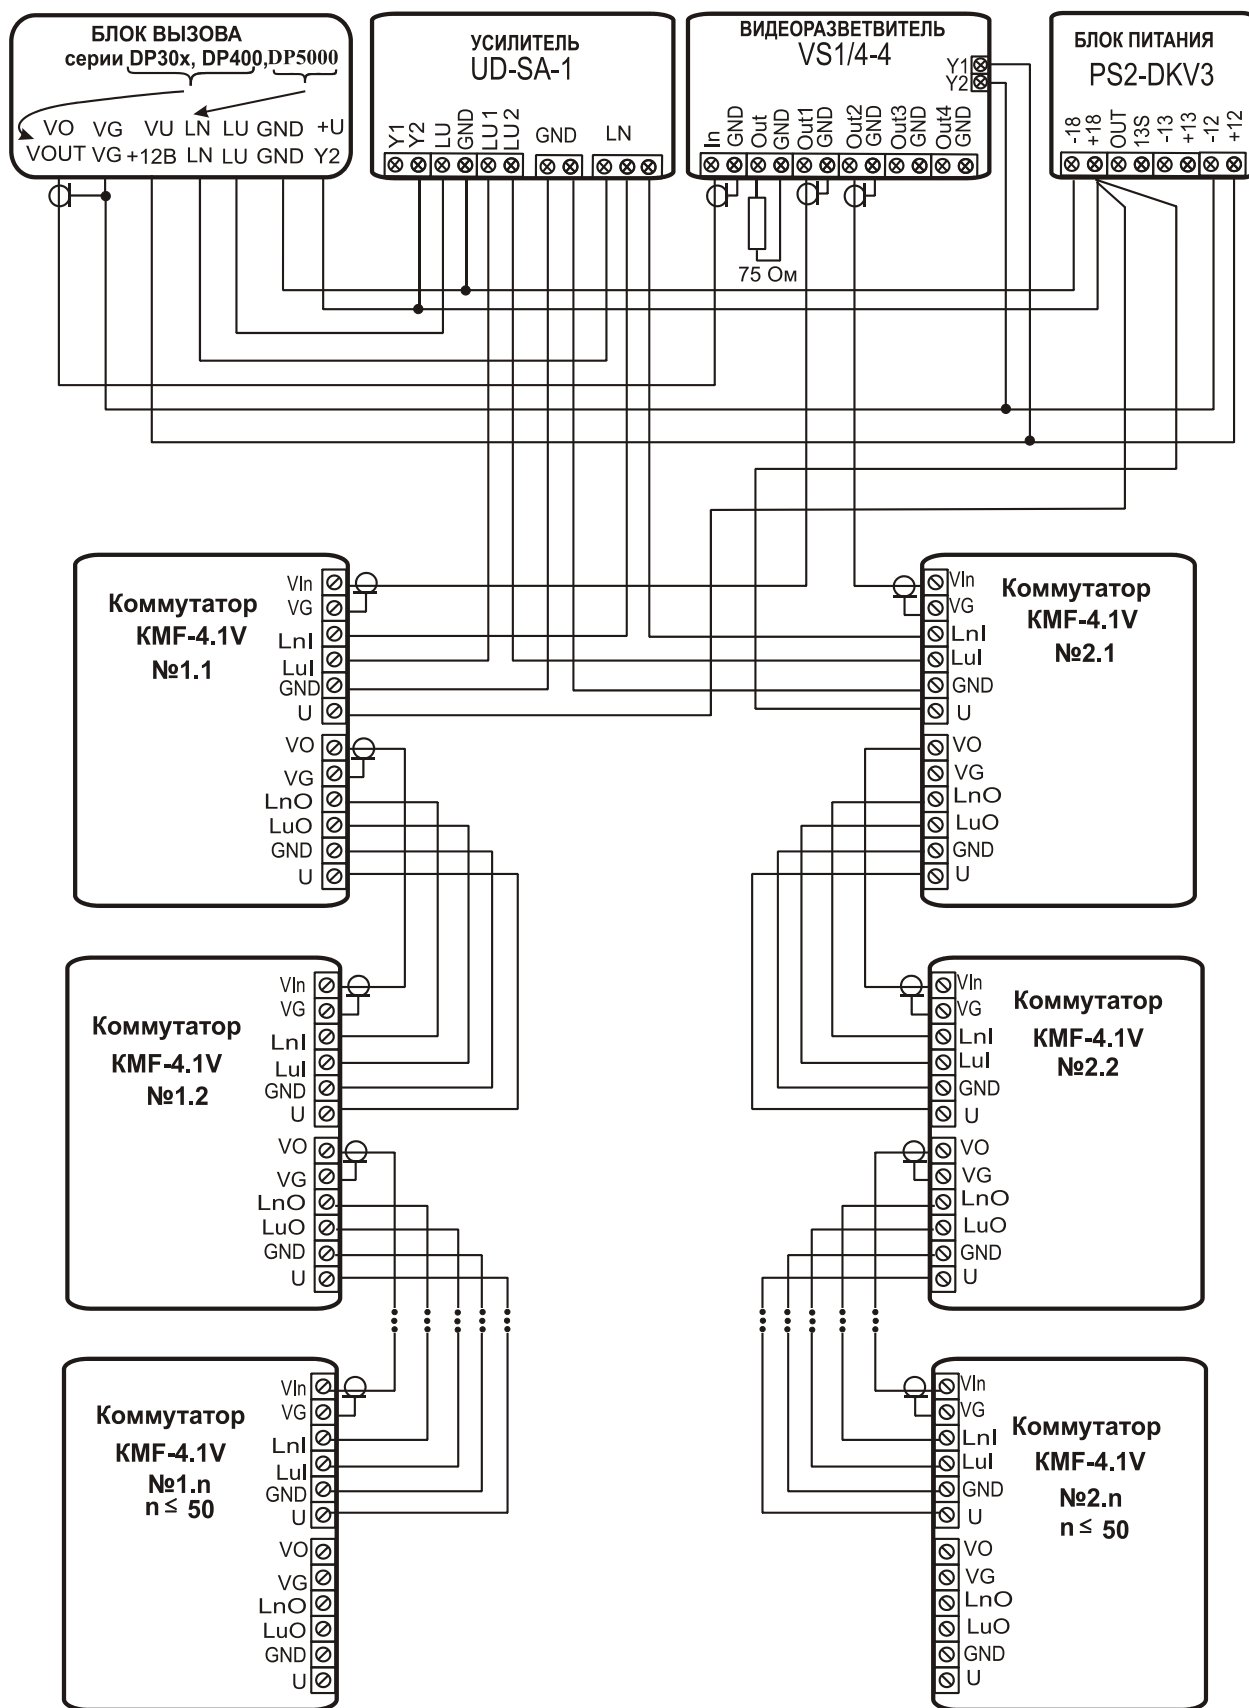 БЛОК ВЫЗОВА
серии DP30x, DP400, DP5000
VO VG VU LN LU GND +U
VOUT VG +12B LN LU GND Y2
УСИЛИТЕЛЬ
UD-SA-1
Y1 Y2 LU GND LU1 LU2 GND LN
ВИДЕОРАЗВЕТВИТЕЛЬ
VS1/4-4
Y1
Y2
In GND Out GND Out1 GND Out2 GND Out3 GND Out4 GND
75 Ом
БЛОК ПИТАНИЯ
PS2-DKV3
-18 +18 OUT 13S -13 +13 -12 +12
Коммутатор
KMF-4.1V
№1.1
VIn
VG
LnI
LuI
GND
U
VO
VG
LnO
LuO
GND
U
Коммутатор
KMF-4.1V
№2.1
VIn
VG
LnI
LuI
GND
U
VO
VG
LnO
LuO
GND
U
Коммутатор
KMF-4.1V
№1.2
VIn
VG
LnI
LuI
GND
U
VO
VG
LnO
LuO
GND
U
Коммутатор
KMF-4.1V
№2.2
VIn
VG
LnI
LuI
GND
U
VO
VG
LnO
LuO
GND
U
Коммутатор
KMF-4.1V
№1.n
n ≤ 50
VIn
VG
LnI
LuI
GND
U
VO
VG
LnO
LuO
GND
U
Коммутатор
KMF-4.1V
№2.n
n ≤ 50
VIn
VG
LnI
LuI
GND
U
VO
VG
LnO
LuO
GND
U